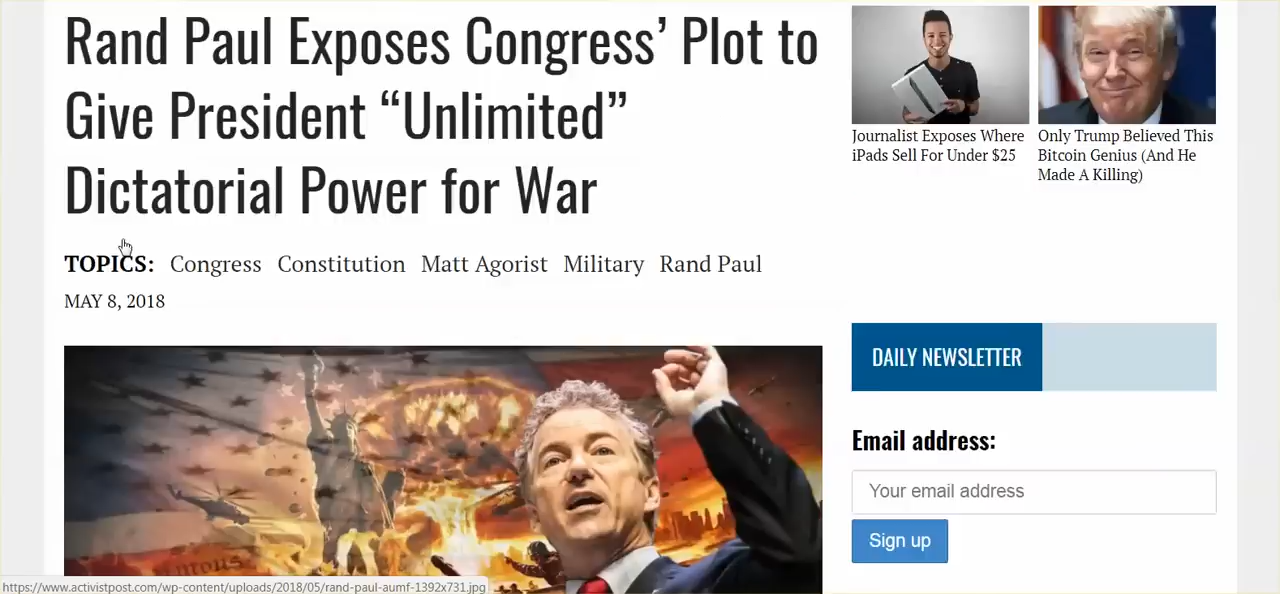 Rand Paul Exposes Congress’ Plot to
Give President “Unlimited”
Dictatorial Power for War
TOPICS: Congress Constitution Matt Agorist Military Rand Paul
MAY 8, 2018
Journalist Exposes Where
iPads Sell For Under $25
Only Trump Believed This
Bitcoin Genius (And He
Made A Killing)
DAILY NEWSLETTER
Email address:
Your email address
Sign up
https://www.activistpost.com/wp-content/uploads/2018/05/rand-paul-aumf-1392x731.jpg